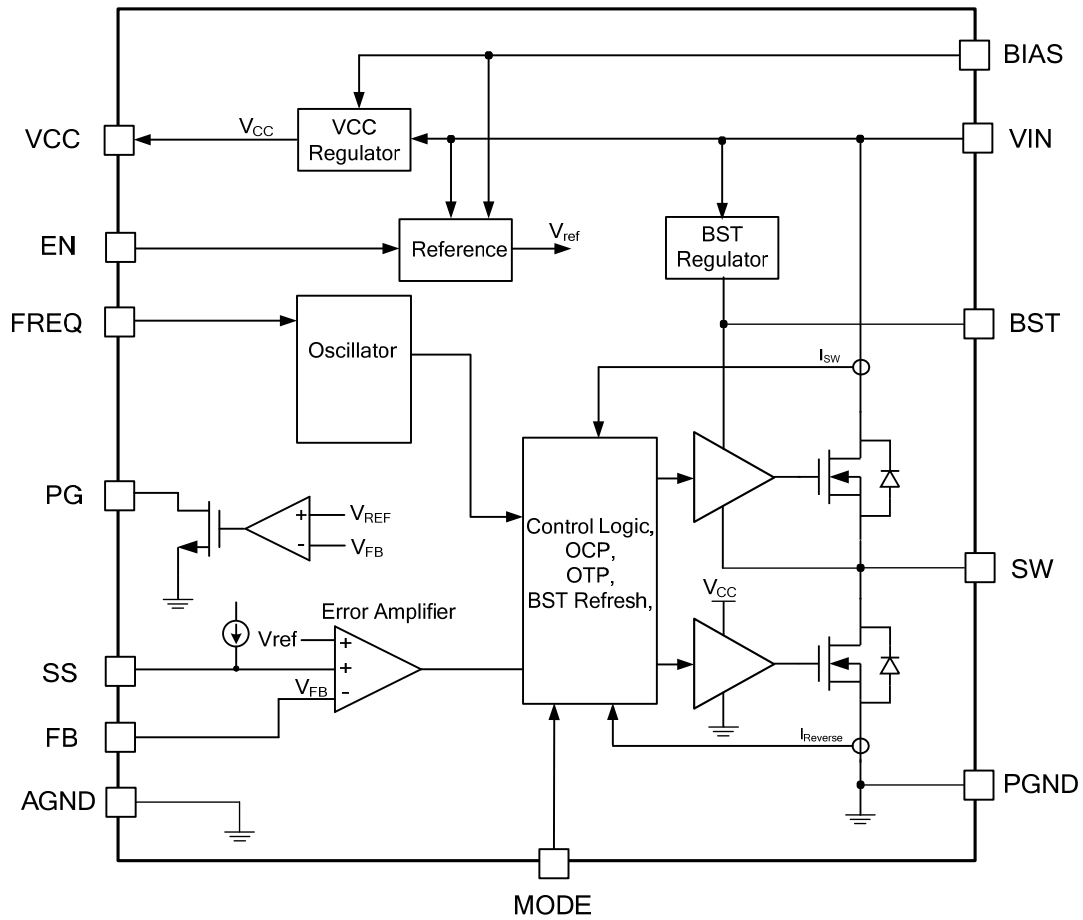 BIAS
VCC
VCC
VCC
Regulator
VIN
EN
Reference
Vref
BST
Regulator
FREQ
Oscillator
BST
ISW
PG
+
VREF
-
VFB
Control Logic,
OCP,
OTP,
BST Refresh,
SW
Error Amplifier
VCC
Vref
+
SS
+
VFB
-
FB
IReverse
AGND
PGND
MODE